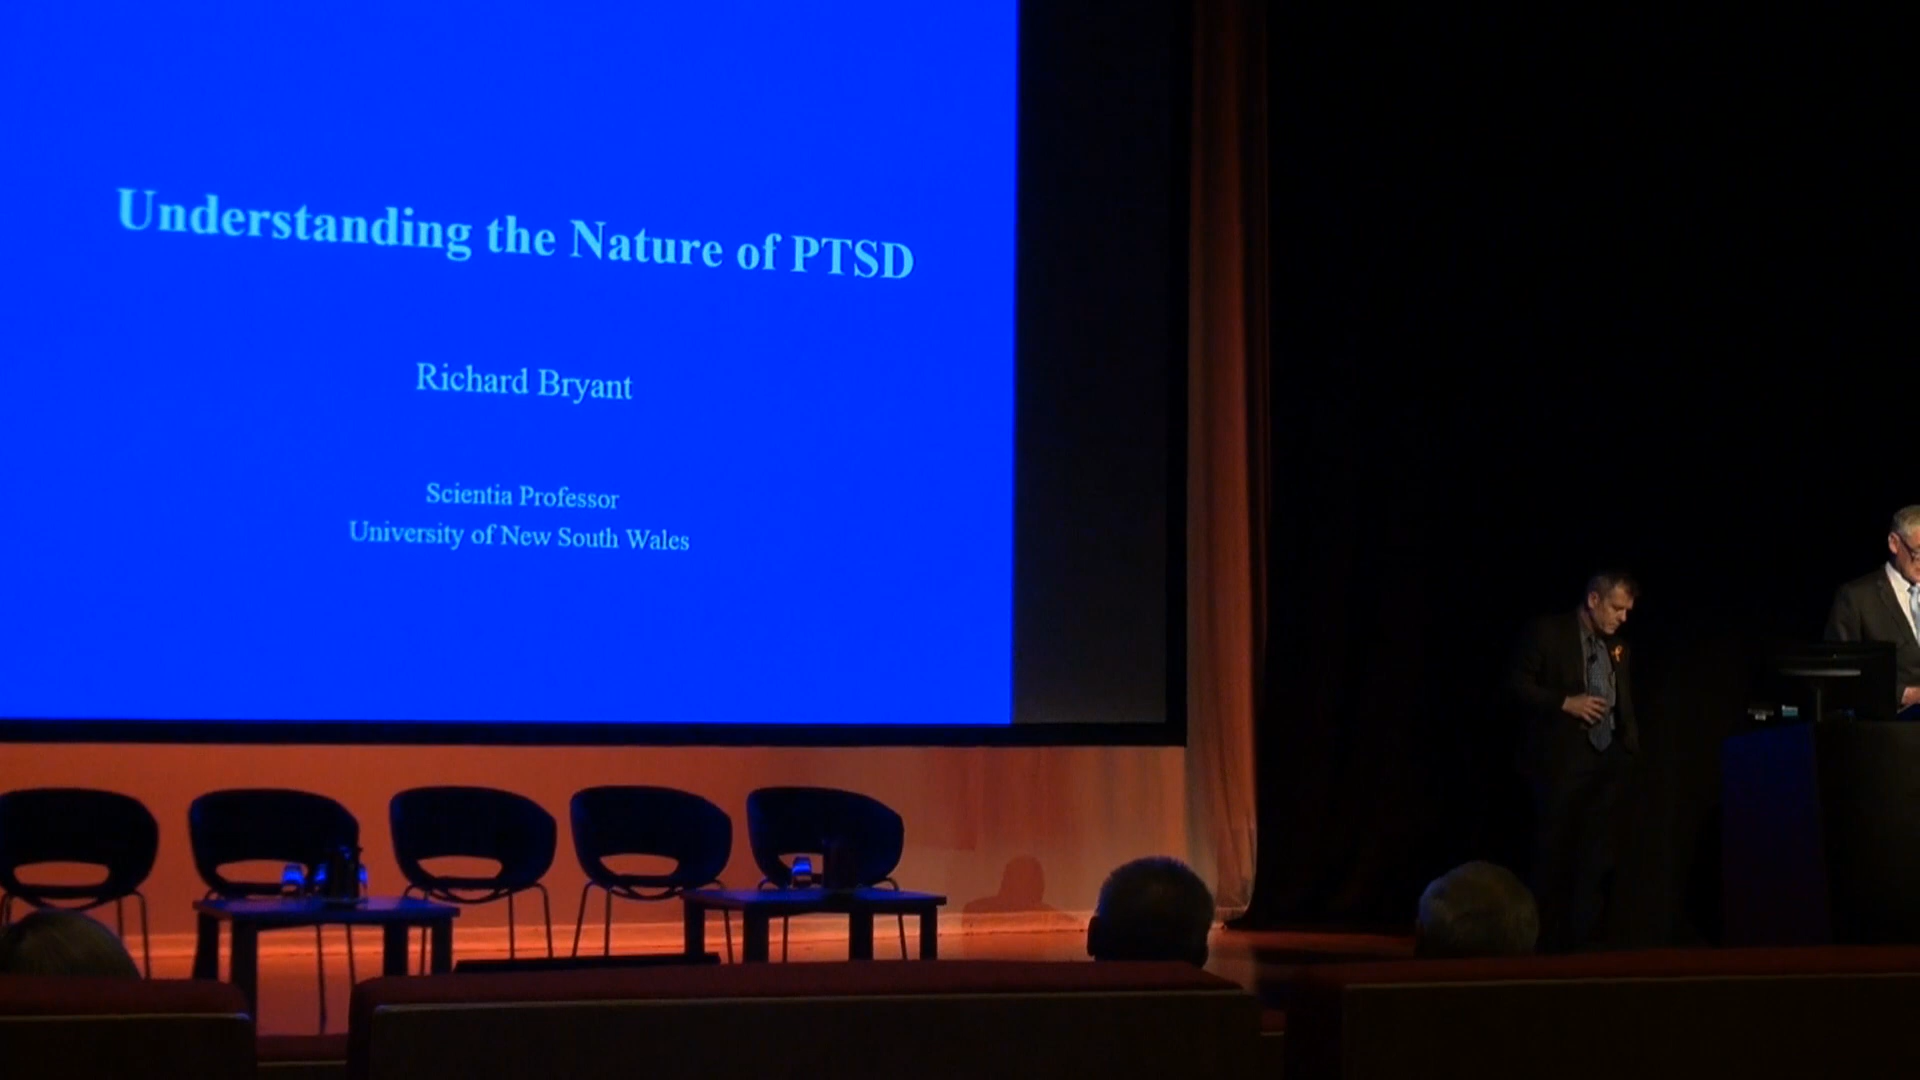 Understanding the Nature of PTSD
Richard Bryant
Scientia Professor
University of New South Wales